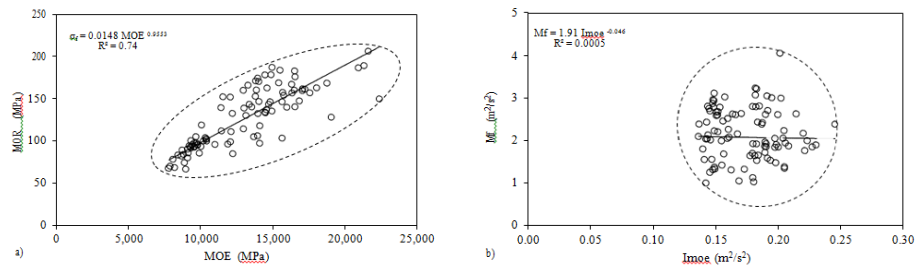 σf = 0.0148 MOE 0.9553
R² = 0.74
250
200
150
100
50
0
MOR (MPa)
0 5,000 10,000 15,000 20,000 25,000
MOE (MPa)
a)
Mf = 1.91 Imoe -0.046
R² = 0.0005
5
4
3
2
1
0
Mf (m²/s²)
0.00 0.05 0.10 0.15 0.20 0.25 0.30
Imoe (m²/s²)
b)